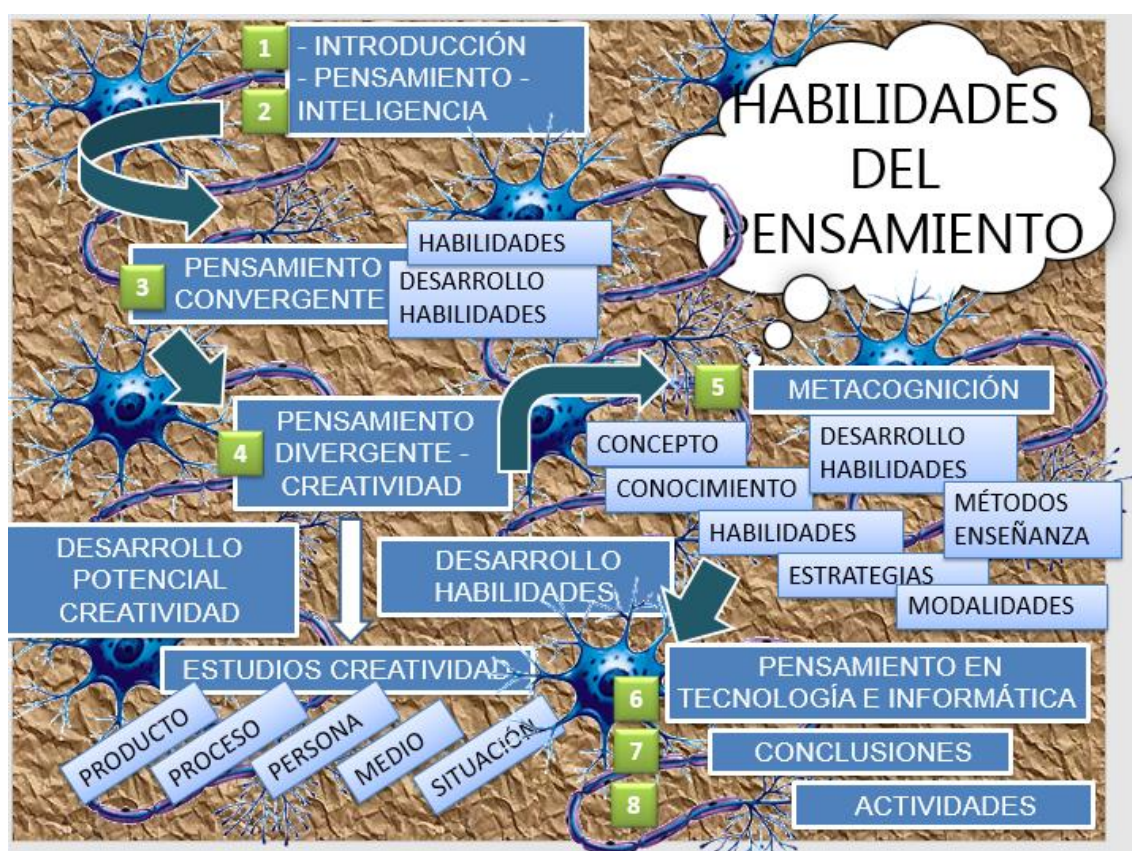 HABILIDADES
DEL
PENSAMIENTO
1
- INTRODUCCIÓN
- PENSAMIENTO -
2
INTELIGENCIA
3
PENSAMIENTO
CONVERGENTE
HABILIDADES
DESARROLLO
HABILIDADES
4
PENSAMIENTO
DIVERGENTE -
CREATIVIDAD
5
METACOGNICIÓN
CONCEPTO
CONOCIMIENTO
HABILIDADES
ESTRATEGIAS
MODALIDADES
DESARROLLO
HABILIDADES
MÉTODOS
ENSEÑANZA
DESARROLLO
POTENCIAL
CREATIVIDAD
DESARROLLO
HABILIDADES
ESTUDIOS CREATIVIDAD
PRODUCTO
PROCESO
PERSONA
MEDIO
SITUACIÓN
6
PENSAMIENTO EN
TECNOLOGÍA E INFORMÁTICA
7
CONCLUSIONES
8
ACTIVIDADES